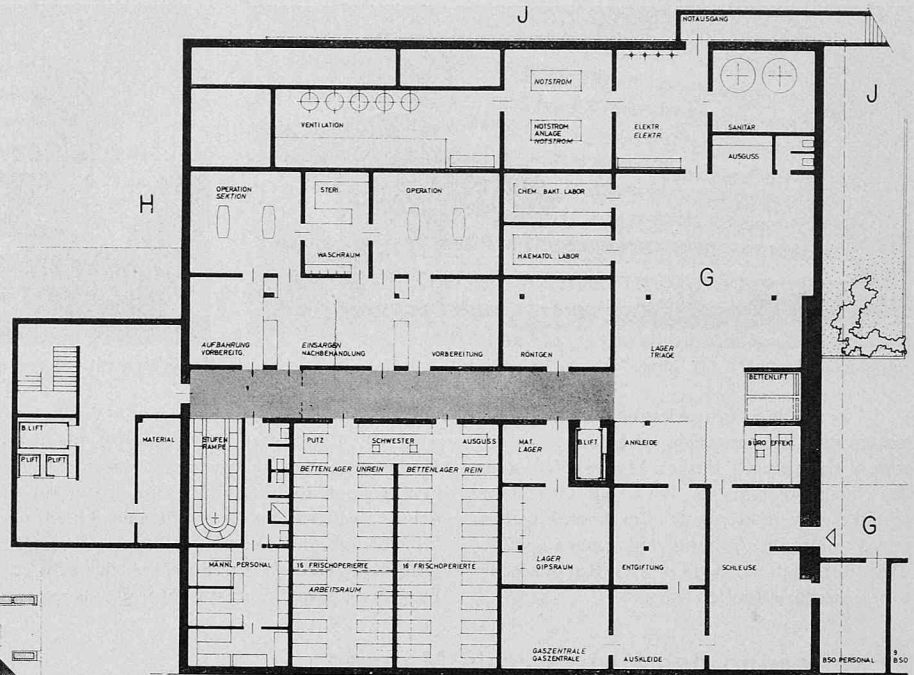 J
NOTAUSGANG
NOTSTROM
J
VENTILATION
NOTSTROM
ANLAGE
NOTSTROM
ELEKTR.
ELEKTR.
SANITÄR
AUSGUSS
OPERATION
SEKTION
STERI.
OPERATION
CHEM. BAKT. LABOR
H
WASCHRAUM
HAEMATOL. LABOR
G
AUFBAHRUNG
VORBEREITG.
EINSARGEN
NACHBEHANDLUNG
VORBEREITUNG
RÖNTGEN
LAGER
TRIAGE
BETTENLIFT
B.LIFT
P.LIFT
P.LIFT
MATERIAL
STUFEN
RAMPE
PUTZ
SCHWESTER
AUSGUSS
MAT.
LAGER
B.LIFT
ANKLEIDE
BÜRO
EFFEKT.
BETTENLAGER UNREIN
BETTENLAGER REIN
G
MÄNNL. PERSONAL
16 FRISCHOPERIERTE
16 FRISCHOPERIERTE
LAGER
GIPSRAUM
ENTGIFTUNG
SCHLEUSE
ARBEITSRAUM
GASZENTRALE
GASZENTRALE
AUSKLEIDE
BSO PERSONAL
9
BSO